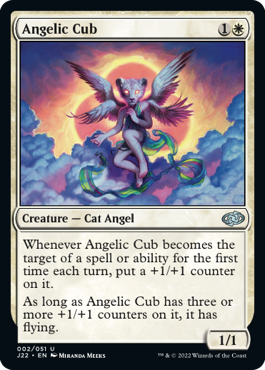 Angelic Cub 1
Creature — Cat Angel
Whenever Angelic Cub becomes the
target of a spell or ability for the first
time each turn, put a +1/+1 counter
on it.
As long as Angelic Cub has three or
more +1/+1 counters on it, it has
flying.
1/1
002/051 U
J22 • EN MIRANDA MEEKS ™ & © 2022 Wizards of the Coast